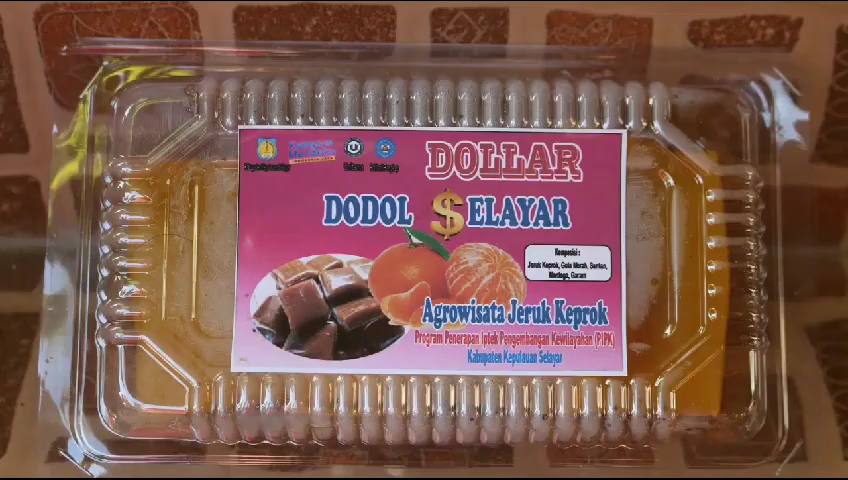 DOLLAR
DODOL $ELAYAR
Komposisi :
Jeruk Keprok, Gula Merah, Santan,
Mentega, Garam
Agrowisata Jeruk Keprok
Program Penerapan Iptek Pengembangan Kewilayahan (PIPK)
Kabupaten Kepulauan Selayar